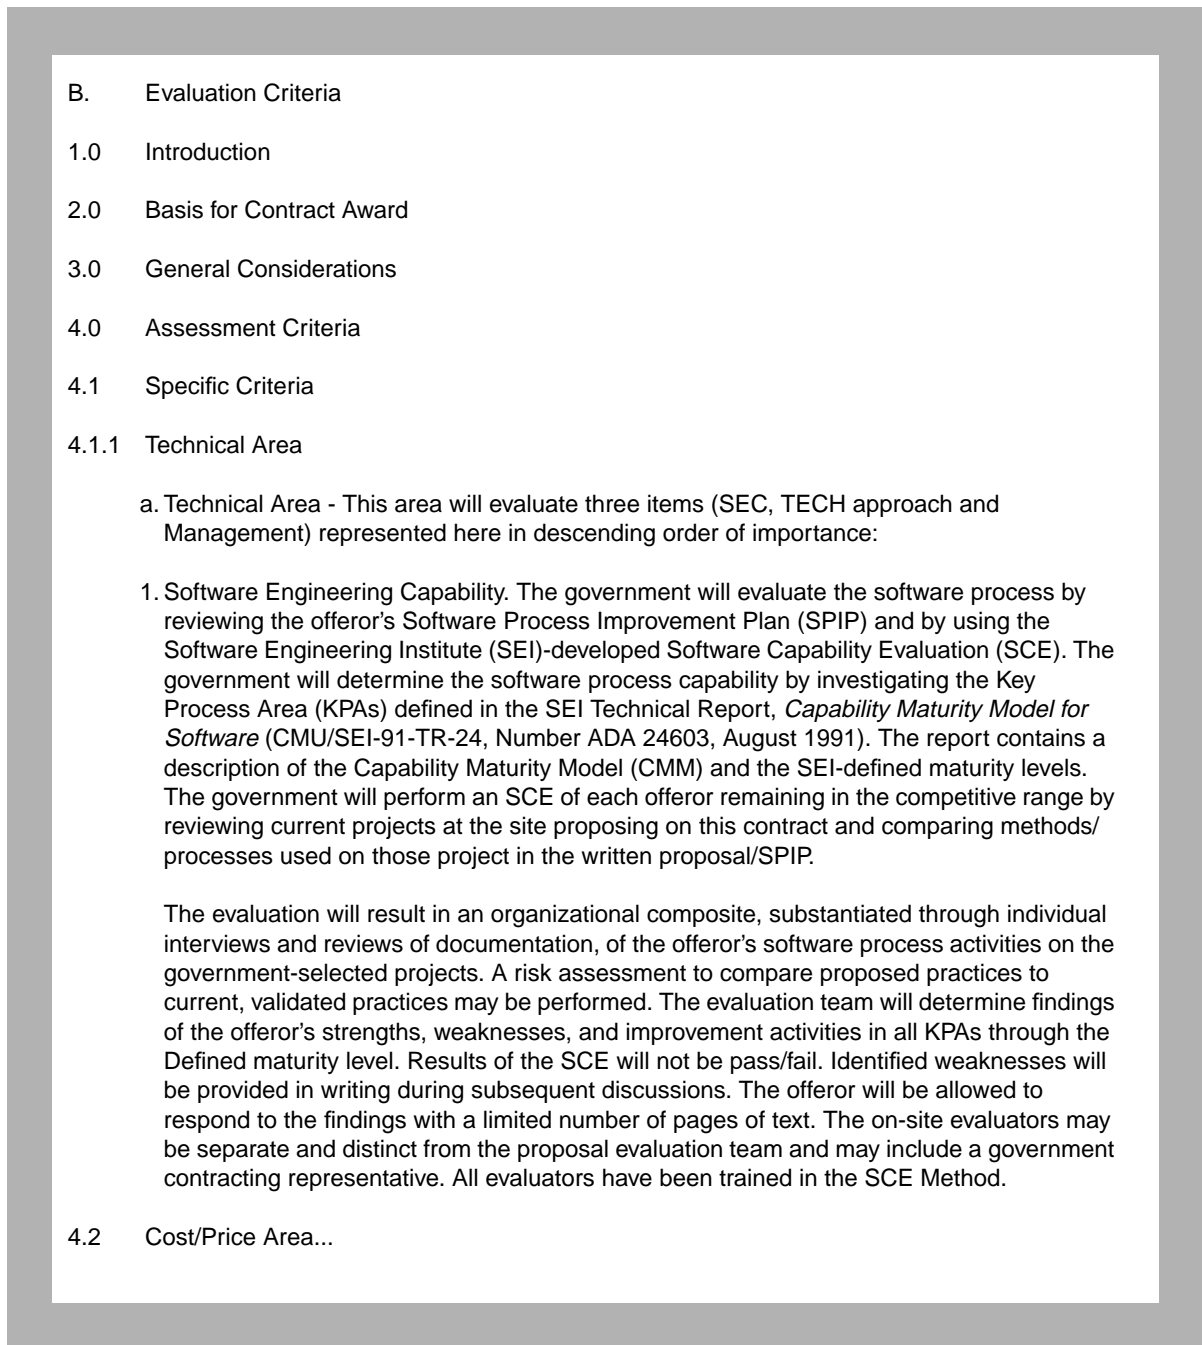 B. Evaluation Criteria
1.0 Introduction
2.0 Basis for Contract Award
3.0 General Considerations
4.0 Assessment Criteria
4.1 Specific Criteria
4.1.1 Technical Area
a. Technical Area - This area will evaluate three items (SEC, TECH approach and
Management) represented here in descending order of importance:
1. Software Engineering Capability. The government will evaluate the software process by
reviewing the offeror’s Software Process Improvement Plan (SPIP) and by using the
Software Engineering Institute (SEI)-developed Software Capability Evaluation (SCE). The
government will determine the software process capability by investigating the Key
Process Area (KPAs) defined in the SEI Technical Report, Capability Maturity Model for
Software (CMU/SEI-91-TR-24, Number ADA 24603, August 1991). The report contains a
description of the Capability Maturity Model (CMM) and the SEI-defined maturity levels.
The government will perform an SCE of each offeror remaining in the competitive range by
reviewing current projects at the site proposing on this contract and comparing methods/
processes used on those project in the written proposal/SPIP.
The evaluation will result in an organizational composite, substantiated through individual
interviews and reviews of documentation, of the offeror’s software process activities on the
government-selected projects. A risk assessment to compare proposed practices to
current, validated practices may be performed. The evaluation team will determine findings
of the offeror’s strengths, weaknesses, and improvement activities in all KPAs through the
Defined maturity level. Results of the SCE will not be pass/fail. Identified weaknesses will
be provided in writing during subsequent discussions. The offeror will be allowed to
respond to the findings with a limited number of pages of text. The on-site evaluators may
be separate and distinct from the proposal evaluation team and may include a government
contracting representative. All evaluators have been trained in the SCE Method.
4.2 Cost/Price Area...